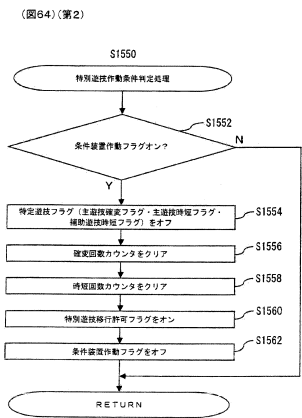 (図64)(第2)
S1550
特別遊技作動条件判定処理
S1552
条件装置作動フラグオン?
N
Y
特定遊技フラグ(主遊技確変フラグ・主遊技時短フラグ・
補助遊技時短フラグ)をオフ
S1554
確変回数カウンタをクリア
S1556
時短回数カウンタをクリア
S1558
特別遊技移行許可フラグをオン
S1560
条件装置作動フラグをオフ
S1562
RETURN